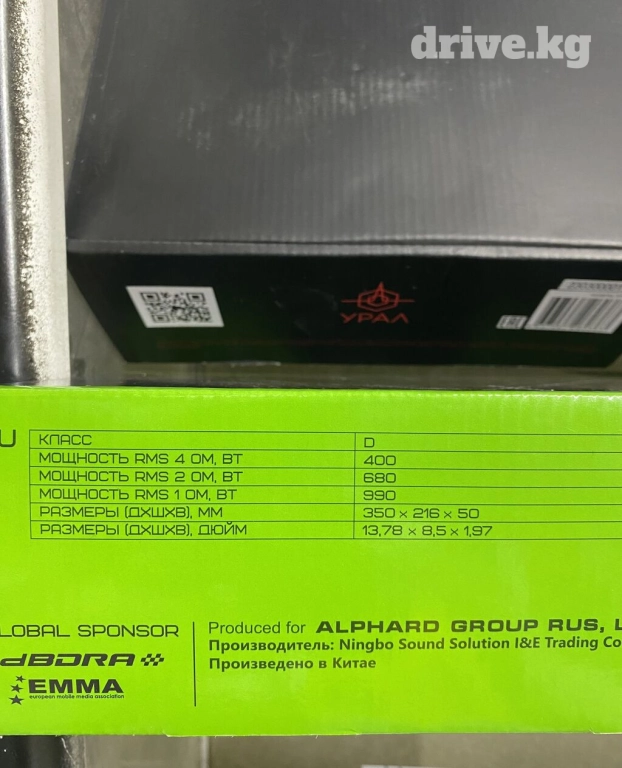 drive.kg
УРАЛ
EAC
U
КЛАСС D
МОЩНОСТЬ RMS 4 ОМ, ВТ 400
МОЩНОСТЬ RMS 2 ОМ, ВТ 680
МОЩНОСТЬ RMS 1 ОМ, ВТ 990
РАЗМЕРЫ (ДХШХВ), ММ 350 x 216 x 50
РАЗМЕРЫ (ДХШХВ), ДЮЙМ 13,78 x 8,5 x 1,97
LOBAL SPONSOR
dBDRA
EMMA
european mobile media association
Produced for ALPHARD GROUP RUS, L
Производитель: Ningbo Sound Solution I&E Trading Co
Произведено в Китае